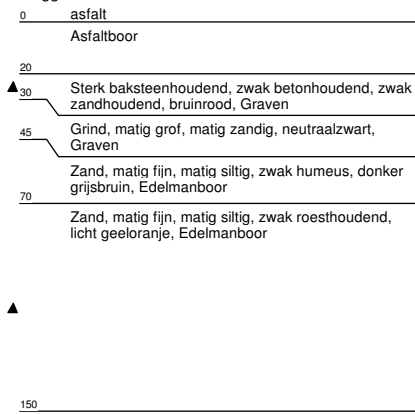 0 asfalt
Asfaltboor
20
Sterk baksteenhoudend, zwak betonhoudend, zwak
30 zandhoudend, bruinrood, Graven
Grind, matig grof, matig zandig, neutraalzwart,
45 Graven
Zand, matig fijn, matig siltig, zwak humeus, donker
grijsbruin, Edelmanboor
70
Zand, matig fijn, matig siltig, zwak roesthoudend,
licht geeloranje, Edelmanboor
150